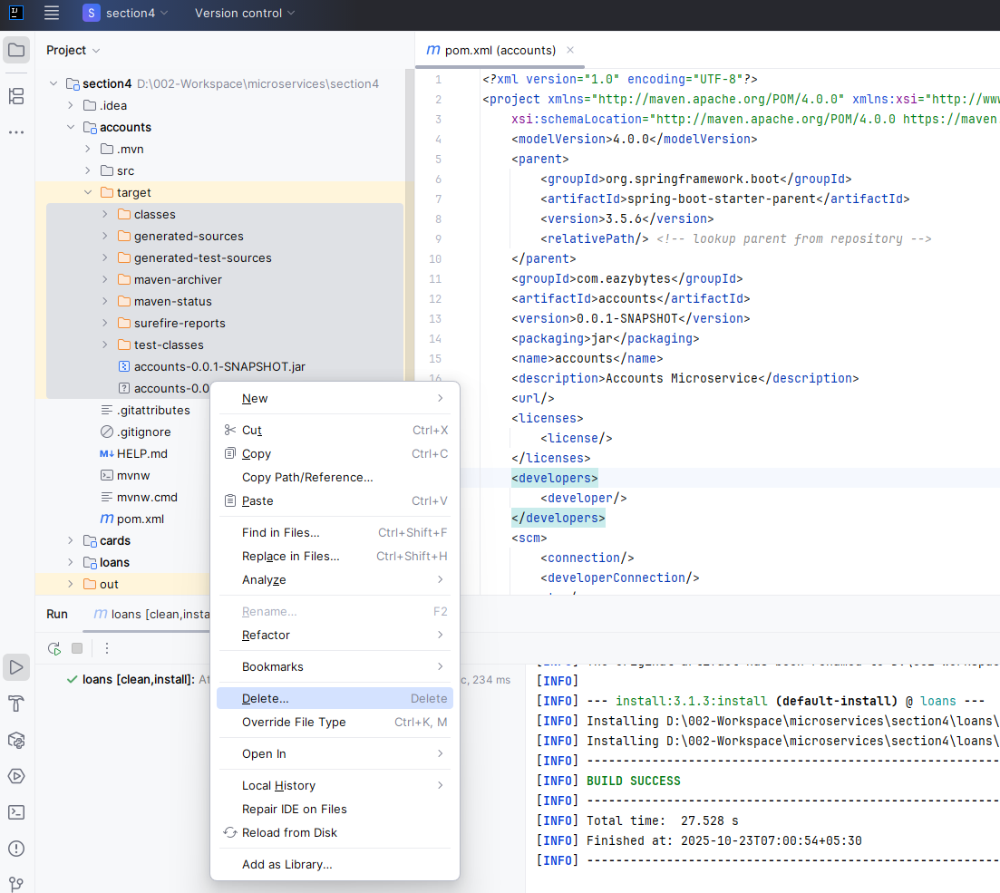 section4
Version control
Project
section4 D:\002-Workspace\microservices\section4
.idea
accounts
.mvn
src
target
classes
generated-sources
generated-test-sources
maven-archiver
maven-status
surefire-reports
test-classes
accounts-0.0.1-SNAPSHOT.jar
accounts-0.0
.gitattributes
.gitignore
HELP.md
mvnw
mvnw.cmd
pom.xml
cards
loans
out
pom.xml (accounts)
1 <?xml version="1.0" encoding="UTF-8"?>
2 <project xmlns="http://maven.apache.org/POM/4.0.0" xmlns:xsi="http://www
3 xsi:schemaLocation="http://maven.apache.org/POM/4.0.0 https://maven
4 <modelVersion>4.0.0</modelVersion>
5 <parent>
6 <groupId>org.springframework.boot</groupId>
7 <artifactId>spring-boot-starter-parent</artifactId>
8 <version>3.5.6</version>
9 <relativePath/> <!-- lookup parent from repository -->
10 </parent>
11 <groupId>com.eazybytes</groupId>
12 <artifactId>accounts</artifactId>
13 <version>0.0.1-SNAPSHOT</version>
14 <packaging>jar</packaging>
15 <name>accounts</name>
16 <description>Accounts Microservice</description>
<url/>
<licenses>
<license/>
</licenses>
<developers>
<developer/>
</developers>
<scm>
<connection/>
<developerConnection/>
New
Cut Ctrl+X
Copy Ctrl+C
Copy Path/Reference...
Paste Ctrl+V
Find in Files... Ctrl+Shift+F
Replace in Files... Ctrl+Shift+H
Analyze
Rename... F2
Refactor
Bookmarks
Delete... Delete
Override File Type Ctrl+K, M
Open In
Local History
Repair IDE on Files
Reload from Disk
Add as Library...
Run
loans [clean,insta
loans [clean,install]: At
c, 234 ms
[INFO]
[INFO] --- install:3.1.3:install (default-install) @ loans ---
[INFO] Installing D:\002-Workspace\microservices\section4\loans\
[INFO] Installing D:\002-Workspace\microservices\section4\loans\
[INFO] ---------------------------------------------------------
[INFO] BUILD SUCCESS
[INFO] ---------------------------------------------------------
[INFO] Total time:  27.528 s
[INFO] Finished at: 2025-10-23T07:00:54+05:30
[INFO] ---------------------------------------------------------